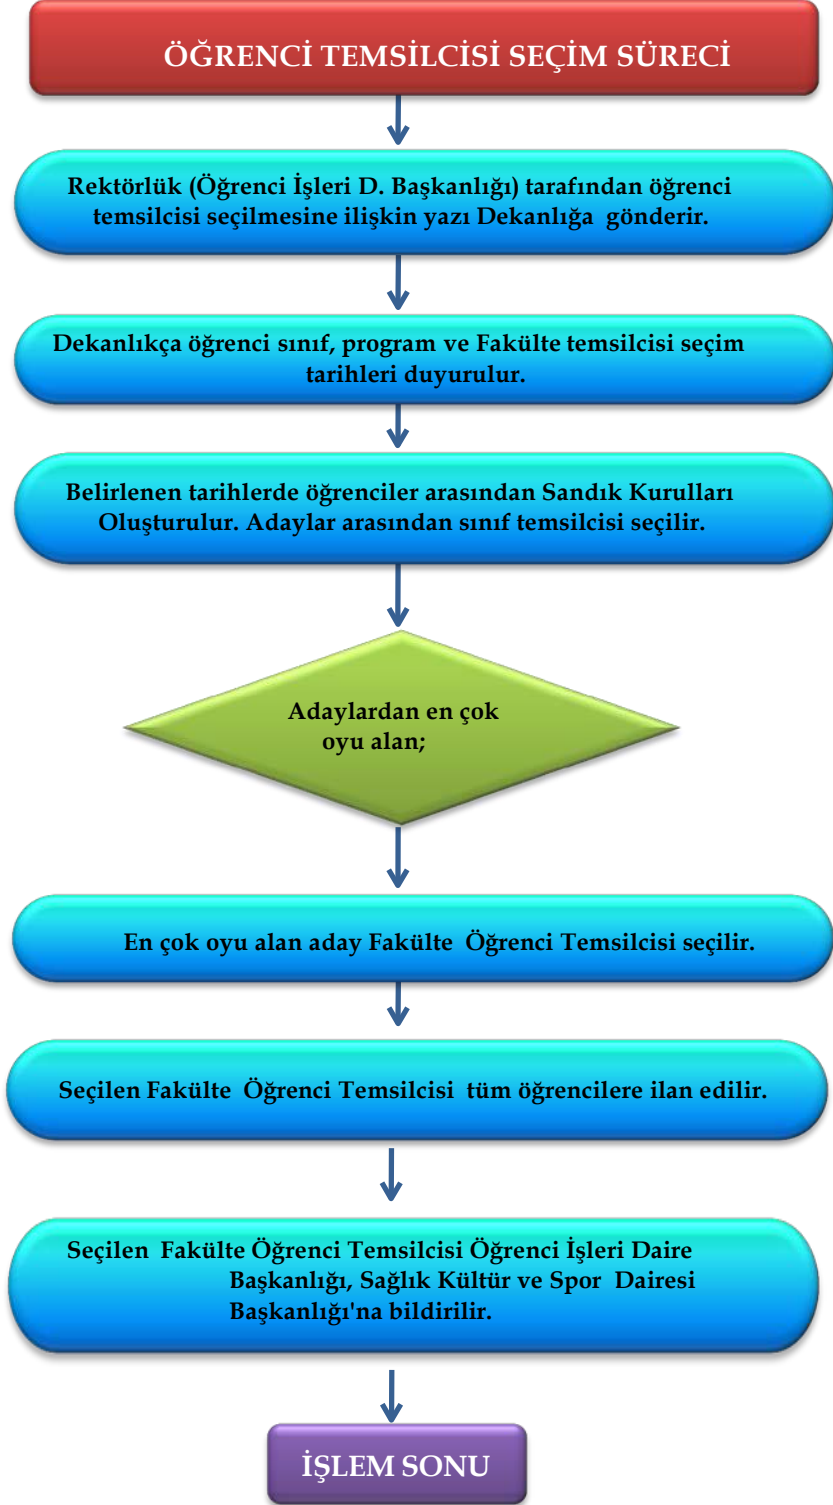 ÖĞRENCİ TEMSİLCİSİ SEÇİM SÜRECİ
Rektörlük (Öğrenci İşleri D. Başkanlığı) tarafından öğrenci
temsilcisi seçilmesine ilişkin yazı Dekanlığa gönderir.
Dekanlıkça öğrenci sınıf, program ve Fakülte temsilcisi seçim
tarihleri duyurulur.
Belirlenen tarihlerde öğrenciler arasından Sandık Kurulları
Oluşturulur. Adaylar arasından sınıf temsilcisi seçilir.
Adaylardan en çok
oyu alan;
En çok oyu alan aday Fakülte Öğrenci Temsilcisi seçilir.
Seçilen Fakülte Öğrenci Temsilcisi tüm öğrencilere ilan edilir.
Seçilen Fakülte Öğrenci Temsilcisi Öğrenci İşleri Daire
Başkanlığı, Sağlık Kültür ve Spor Dairesi
Başkanlığı'na bildirilir.
İŞLEM SONU